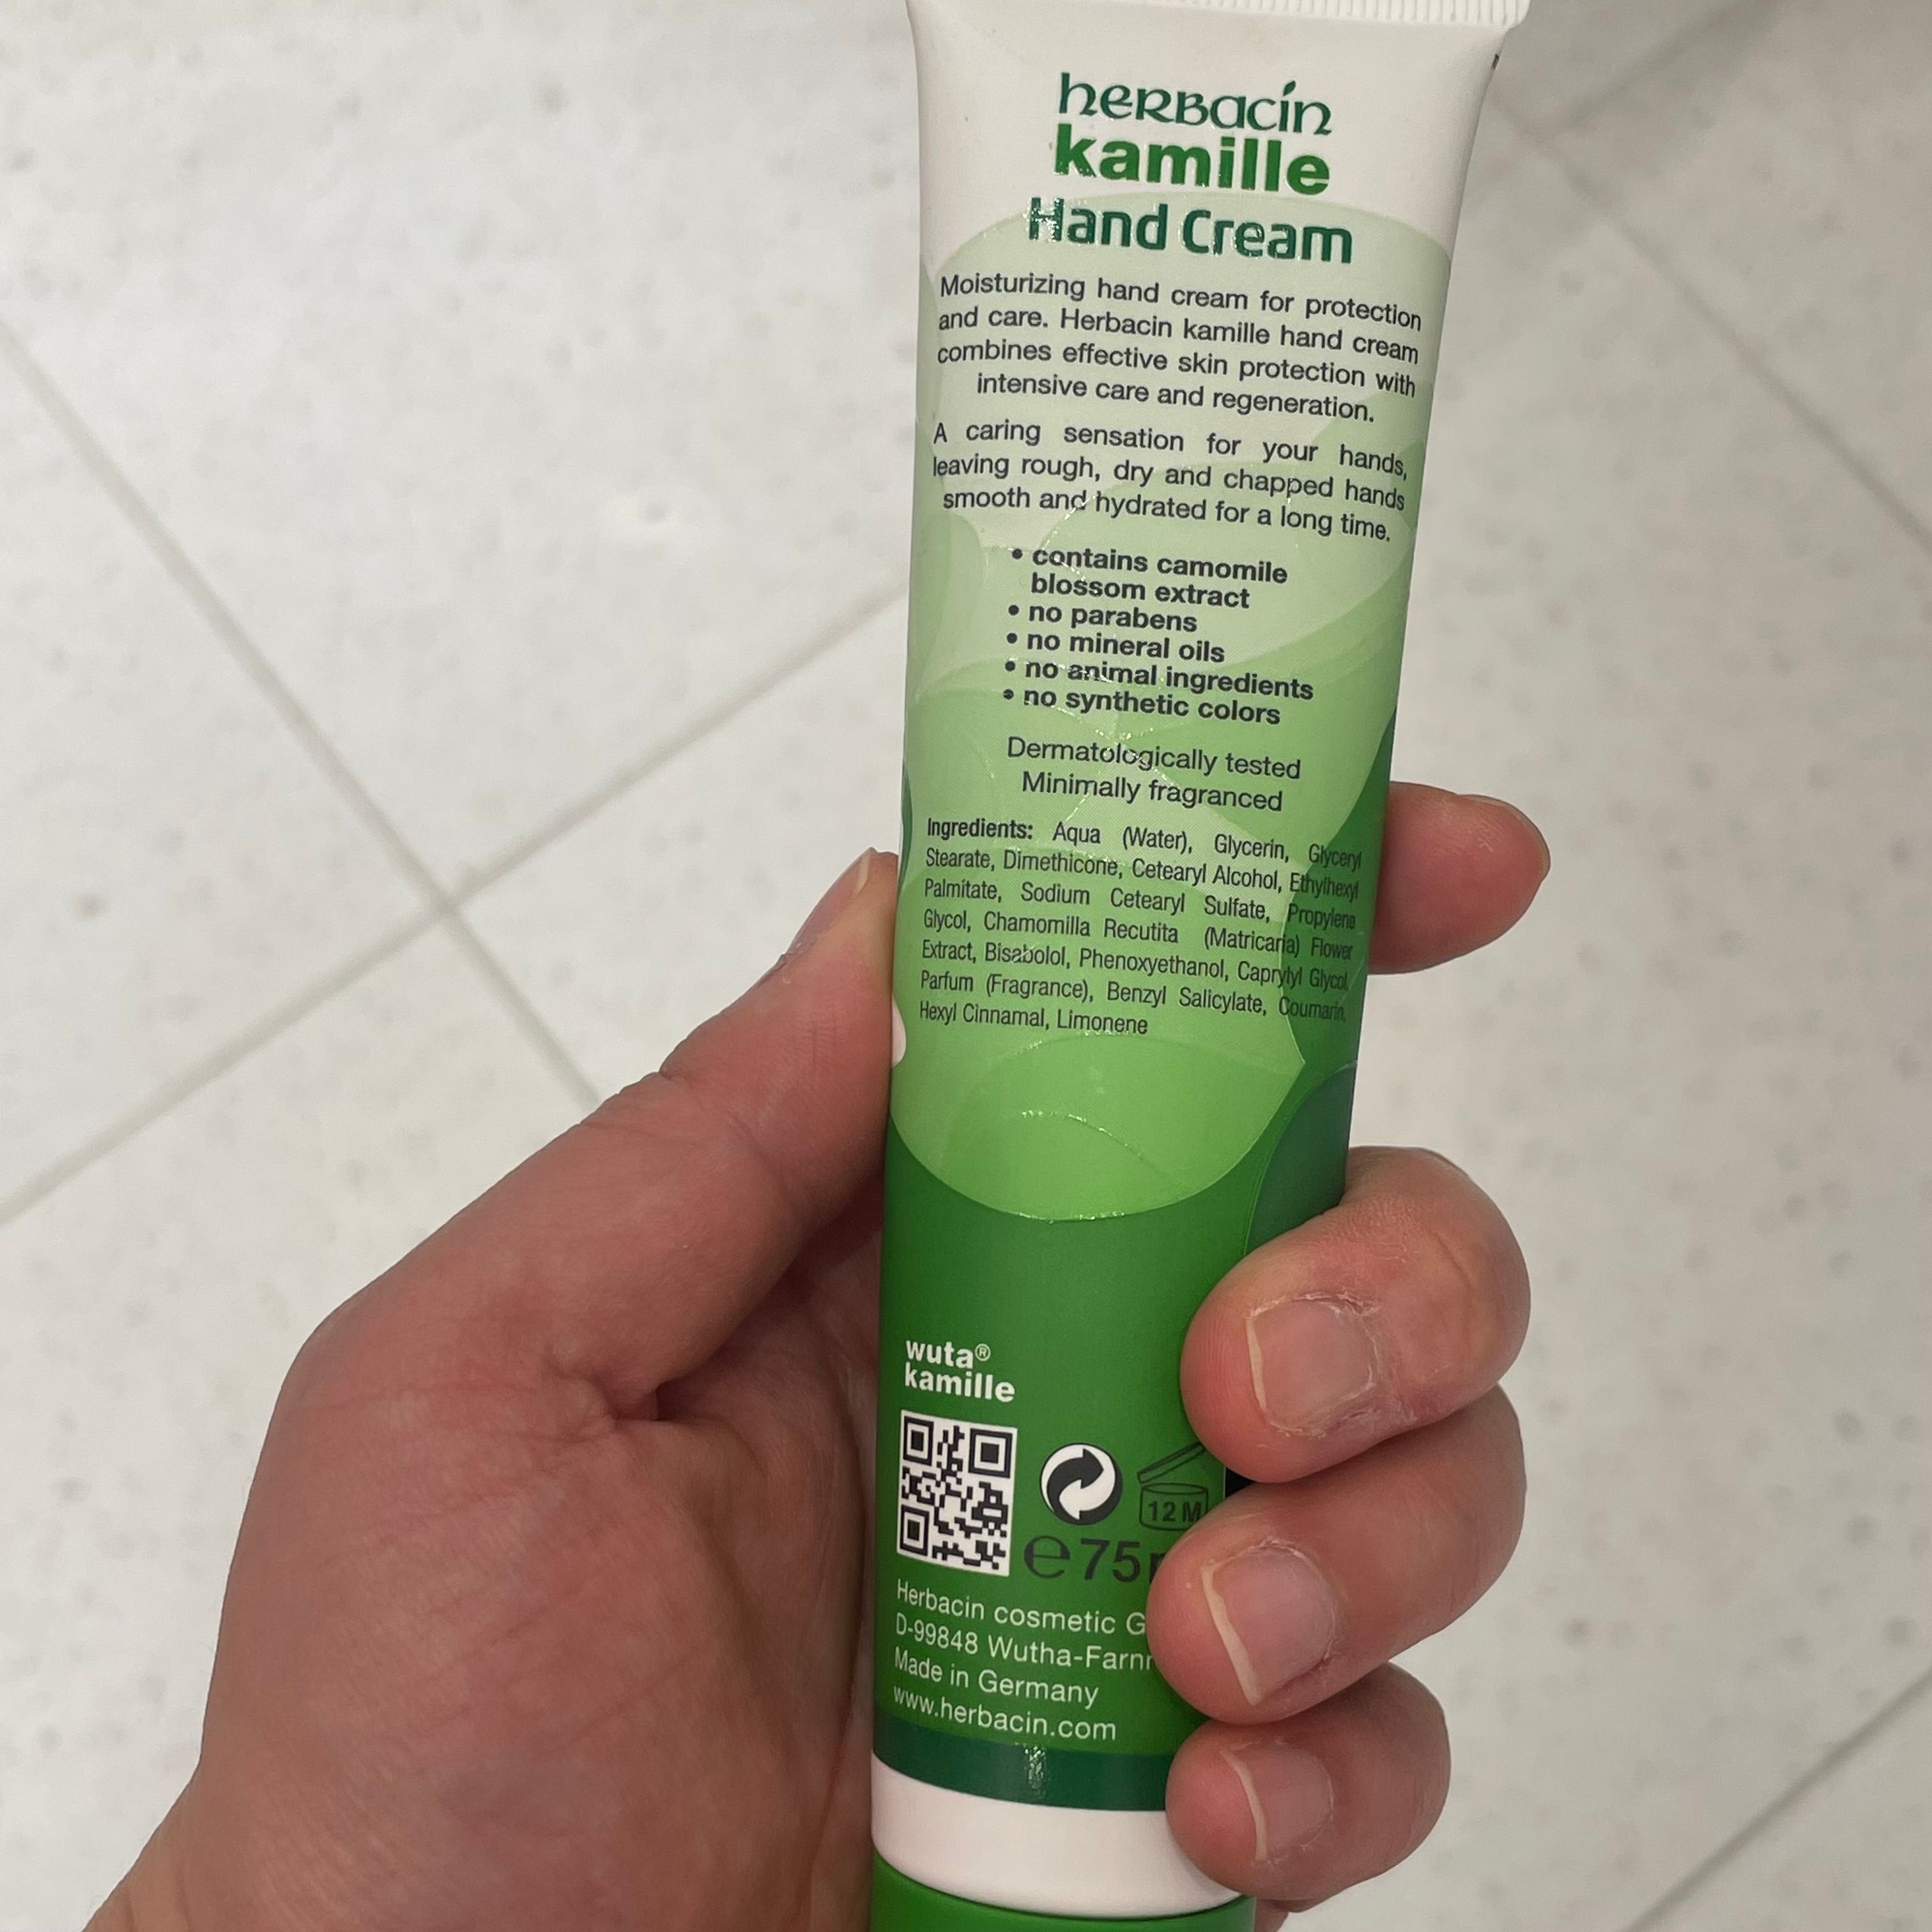 herbacin
kamille
Hand Cream
Moisturizing hand cream for protection
and care. Herbacin kamille hand cream
combines effective skin protection with
intensive care and regeneration.
A caring sensation for your hands,
leaving rough, dry and chapped hands
smooth and hydrated for a long time.
• contains camomile
blossom extract
• no parabens
• no mineral oils
• no animal ingredients
• no synthetic colors
Dermatologically tested
Minimally fragranced
Ingredients: Aqua (Water), Glycerin, Glyceryl
Stearate, Dimethicone, Cetearyl Alcohol, Ethylhexyl
Palmitate, Sodium Cetearyl Sulfate, Propylene
Glycol, Chamomilla Recutita (Matricaria) Flower
Extract, Bisabolol, Phenoxyethanol, Caprylyl Glycol,
Parfum (Fragrance), Benzyl Salicylate, Coumarin,
Hexyl Cinnamal, Limonene
wuta®
kamille
12 M
e 75
Herbacin cosmetic
D-99848
Made in Germany
www.herbacin.com